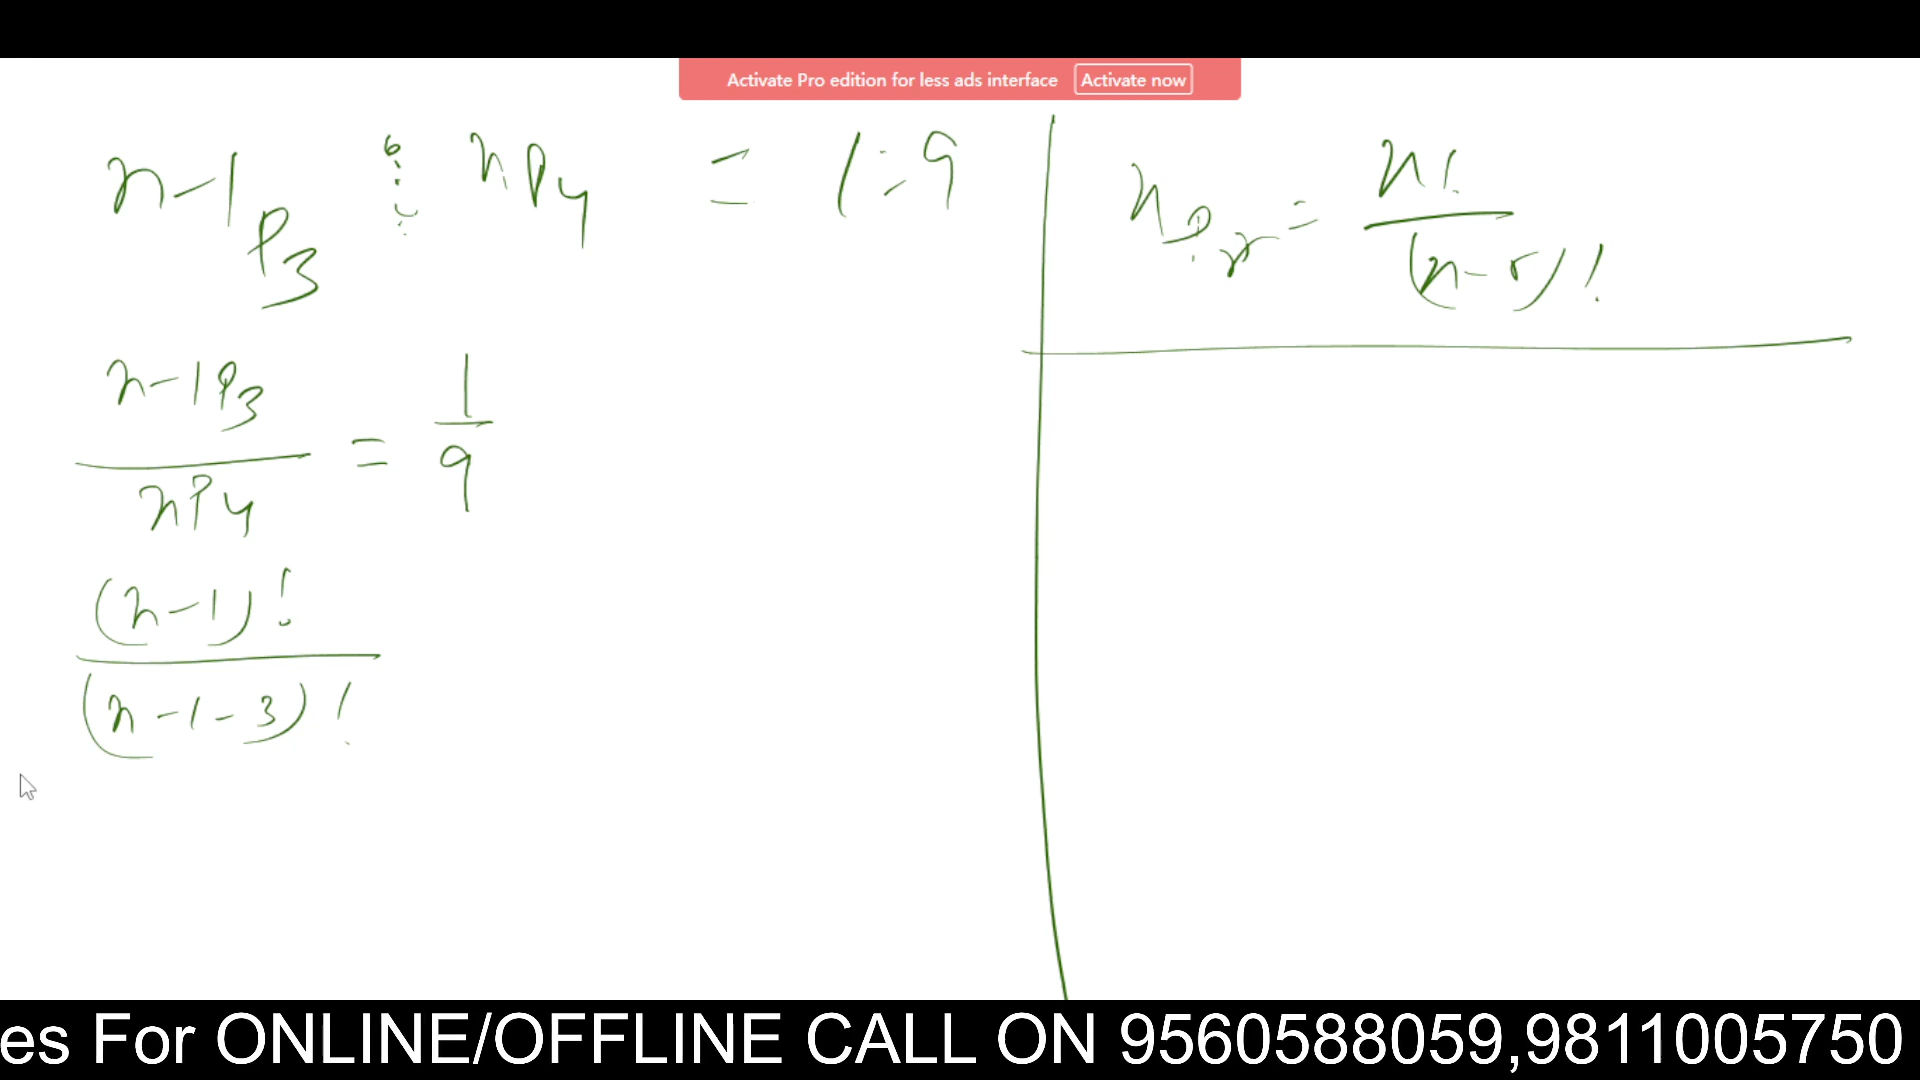 Activate Pro edition for less ads interface Activate now
n-1P3 : nP4 = 1:9
nPr = n! / (n-r)!
n-1P3 / nP4 = 1/9
(n-1)!
(n-1-3)!
es For ONLINE/OFFLINE CALL ON 9560588059,9811005750